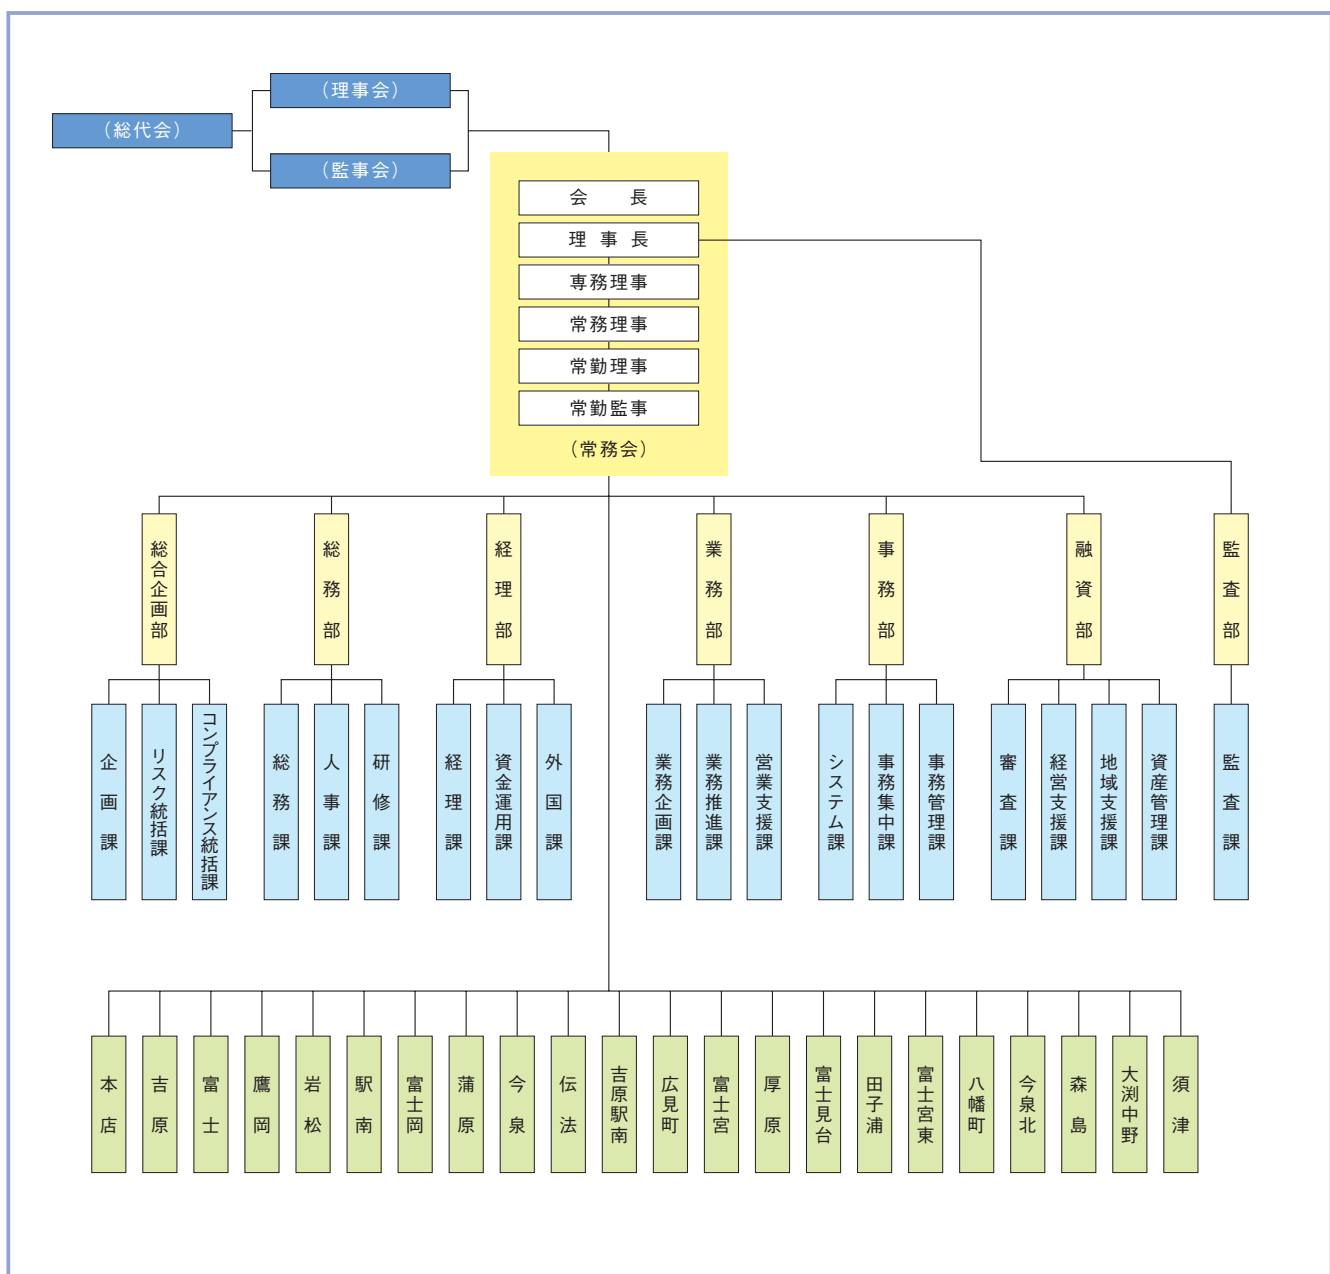 （理事会）
（総代会）
（監事会）
会　　長
理 事 長
専務理事
常務理事
常勤理事
常勤監事
（常務会）
総合企画部
総務部
経理部
業務部
事務部
融資部
監査部
企画課
リスク統括課
コンプライアンス統括課
総務課
人事課
研修課
経理課
資金運用課
外国課
業務企画課
業務推進課
営業支援課
システム課
事務集中課
事務管理課
審査課
経営支援課
地域支援課
資産管理課
監査課
本店
吉原
富士
鷹岡
岩松
駅南
富士岡
蒲原
今泉
伝法
吉原駅南
広見町
富士宮
厚原
富士見台
田子浦
富士宮東
八幡町
今泉北
森島
大渕中野
須津